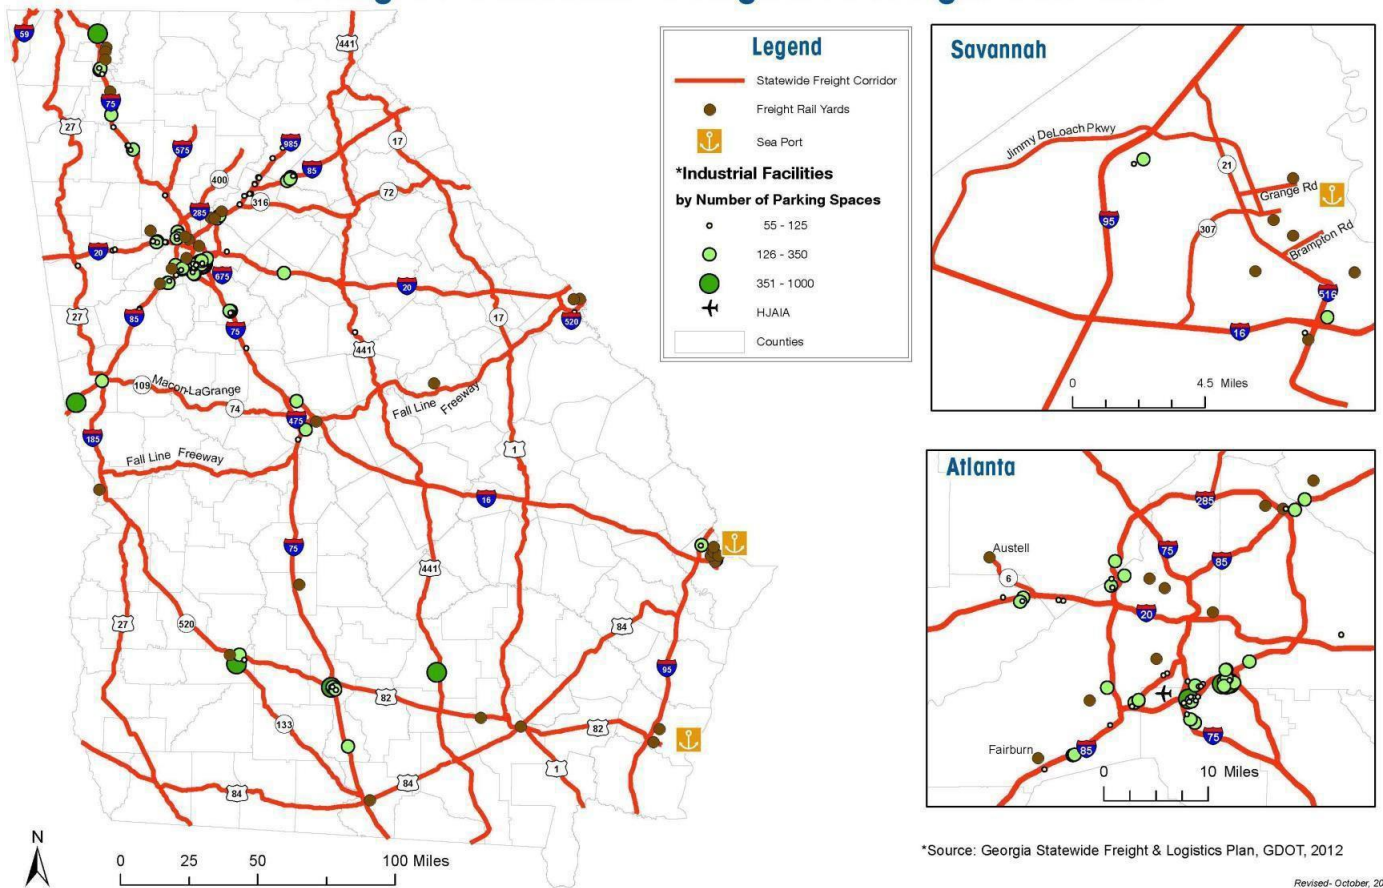 Legend
Statewide Freight Corridor
Freight Rail Yards
Sea Port
*Industrial Facilities
by Number of Parking Spaces
55 - 125
126 - 350
351 - 1000
HJAIA
Counties
59
441
75
27
17
575
985
85
400
72
316
285
20
675
20
27
85
75
17
520
441
109
Macon-LaGrange
74
Fall Line
Freeway
475
185
Fall Line Freeway
1
16
75
441
27
520
84
95
82
133
82
1
84
84
N
0
25
50
100 Miles
Savannah
Jimmy DeLoach Pkwy
21
Grange Rd
95
307
Brampton Rd
516
16
0
4.5 Miles
Atlanta
285
75
85
Austell
6
20
Fairburn
85
75
0
10 Miles
*Source: Georgia Statewide Freight & Logistics Plan, GDOT, 2012
Revised- October, 20